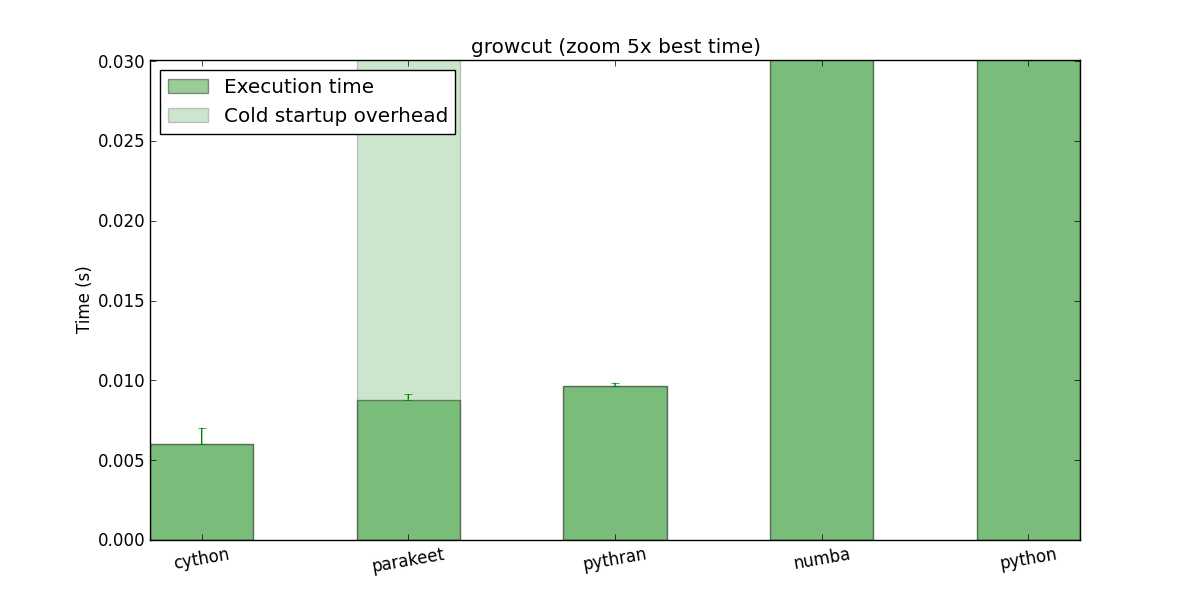 growcut (zoom 5x best time)
Execution time
Cold startup overhead
Time (s)
0.030
0.025
0.020
0.015
0.010
0.005
0.000
cython
parakeet
pythran
numba
python